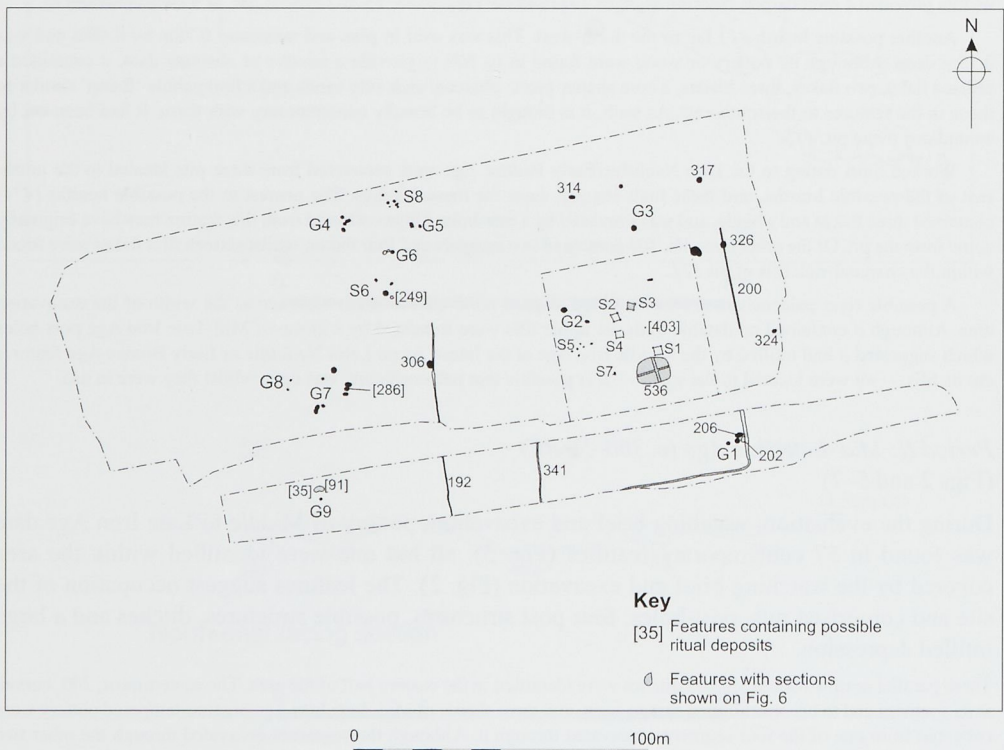 N
317
314
S8
G4
G5
G3
326
G6
200
S6
[249]
S2
S3
G2
[403]
324
S5
S4
S1
306
S7
G8
G7
[286]
536
206
G1
202
341
192
[35]
[91]
G9
Key
[35] Features containing possible
ritual deposits
Features with sections
shown on Fig. 6
0
100m